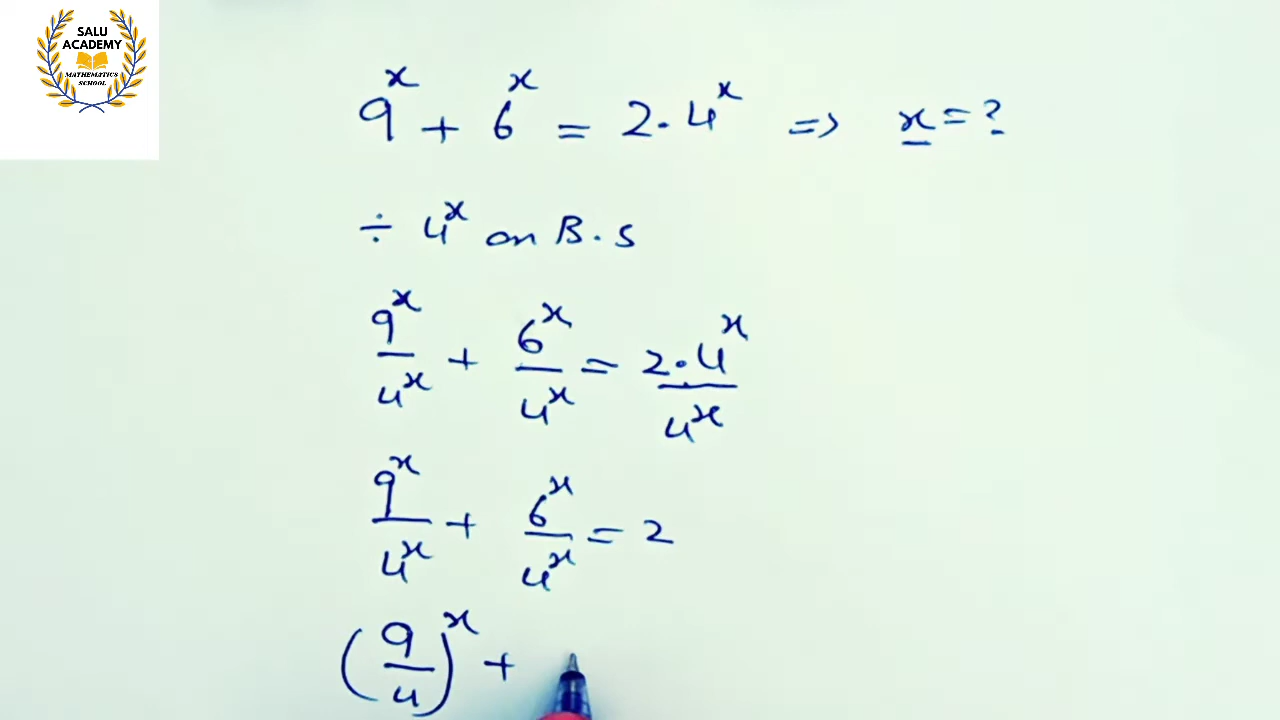 SALU
ACADEMY
MATHEMATICS
SCHOOL
9^x + 6^x = 2 · 4^x => x = ?
÷ 4^x on B.S
9^x/4^x + 6^x/4^x = 2·4^x/4^x
9^x/4^x + 6^x/4^x = 2
(9/4)^x +